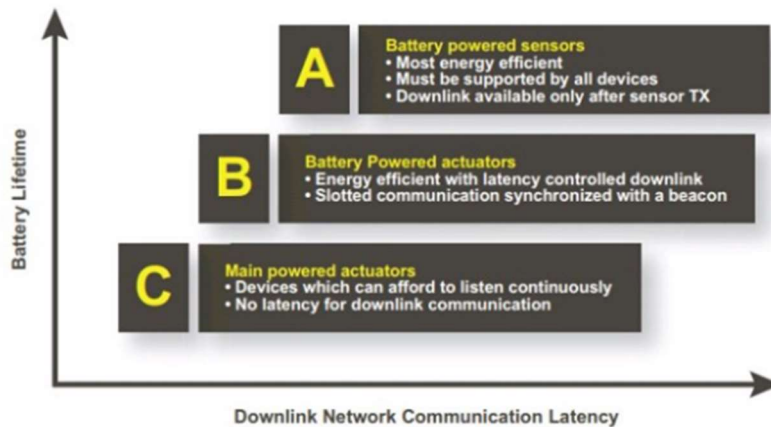 Battery Lifetime
A
Battery powered sensors
• Most energy efficient
• Must be supported by all devices
• Downlink available only after sensor TX
B
Battery Powered actuators
• Energy efficient with latency controlled downlink
• Slotted communication synchronized with a beacon
C
Main powered actuators
• Devices which can afford to listen continuously
• No latency for downlink communication
Downlink Network Communication Latency